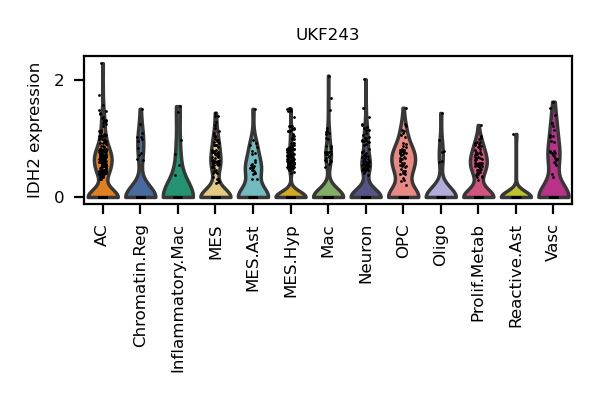 UKF243
IDH2 expression
2
0
AC
Chromatin.Reg
Inflammatory.Mac
MES
MES.Ast
MES.Hyp
Mac
Neuron
OPC
Oligo
Prolif.Metab
Reactive.Ast
Vasc